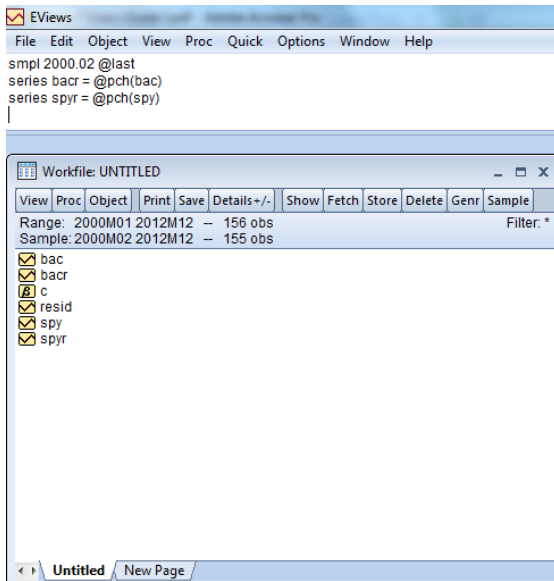 EViews
File Edit Object View Proc Quick Options Window Help
smpl 2000.02 @last
series bacr = @pch(bac)
series spyr = @pch(spy)
Workfile: UNTITLED
View Proc Object Print Save Details+/- Show Fetch Store Delete Genr Sample
Range: 2000M01 2012M12 -- 156 obs Filter: *
Sample: 2000M02 2012M12 -- 155 obs
bac
bacr
β c
resid
spy
spyr
Untitled New Page